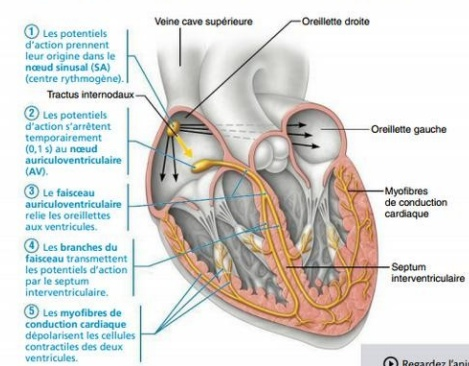 Veine cave supérieure
Oreillette droite
① Les potentiels
d'action prennent
leur origine dans le
nœud sinusal (SA)
(centre rythmogène).
Tractus internodaux
② Les potentiels
d'action s'arrêtent
temporairement
(0,1 s) au nœud
auriculoventriculaire
(AV).
Oreillette gauche
③ Le faisceau
auriculoventriculaire
relie les oreillettes
aux ventricules.
Myofibres
de conduction
cardiaque
④ Les branches du
faisceau transmettent
les potentiels d'action
par le septum
interventriculaire.
Septum
interventriculaire
⑤ Les myofibres de
conduction cardiaque
dépolarisent les cellules
contractiles des deux
ventricules.
Regardez